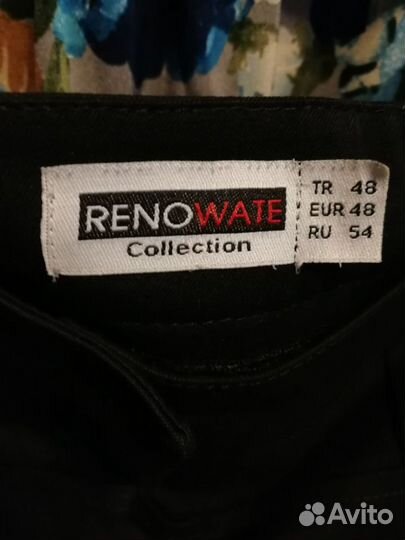 RENOWATE
Collection
TR 48
EUR 48
RU 54
Avito